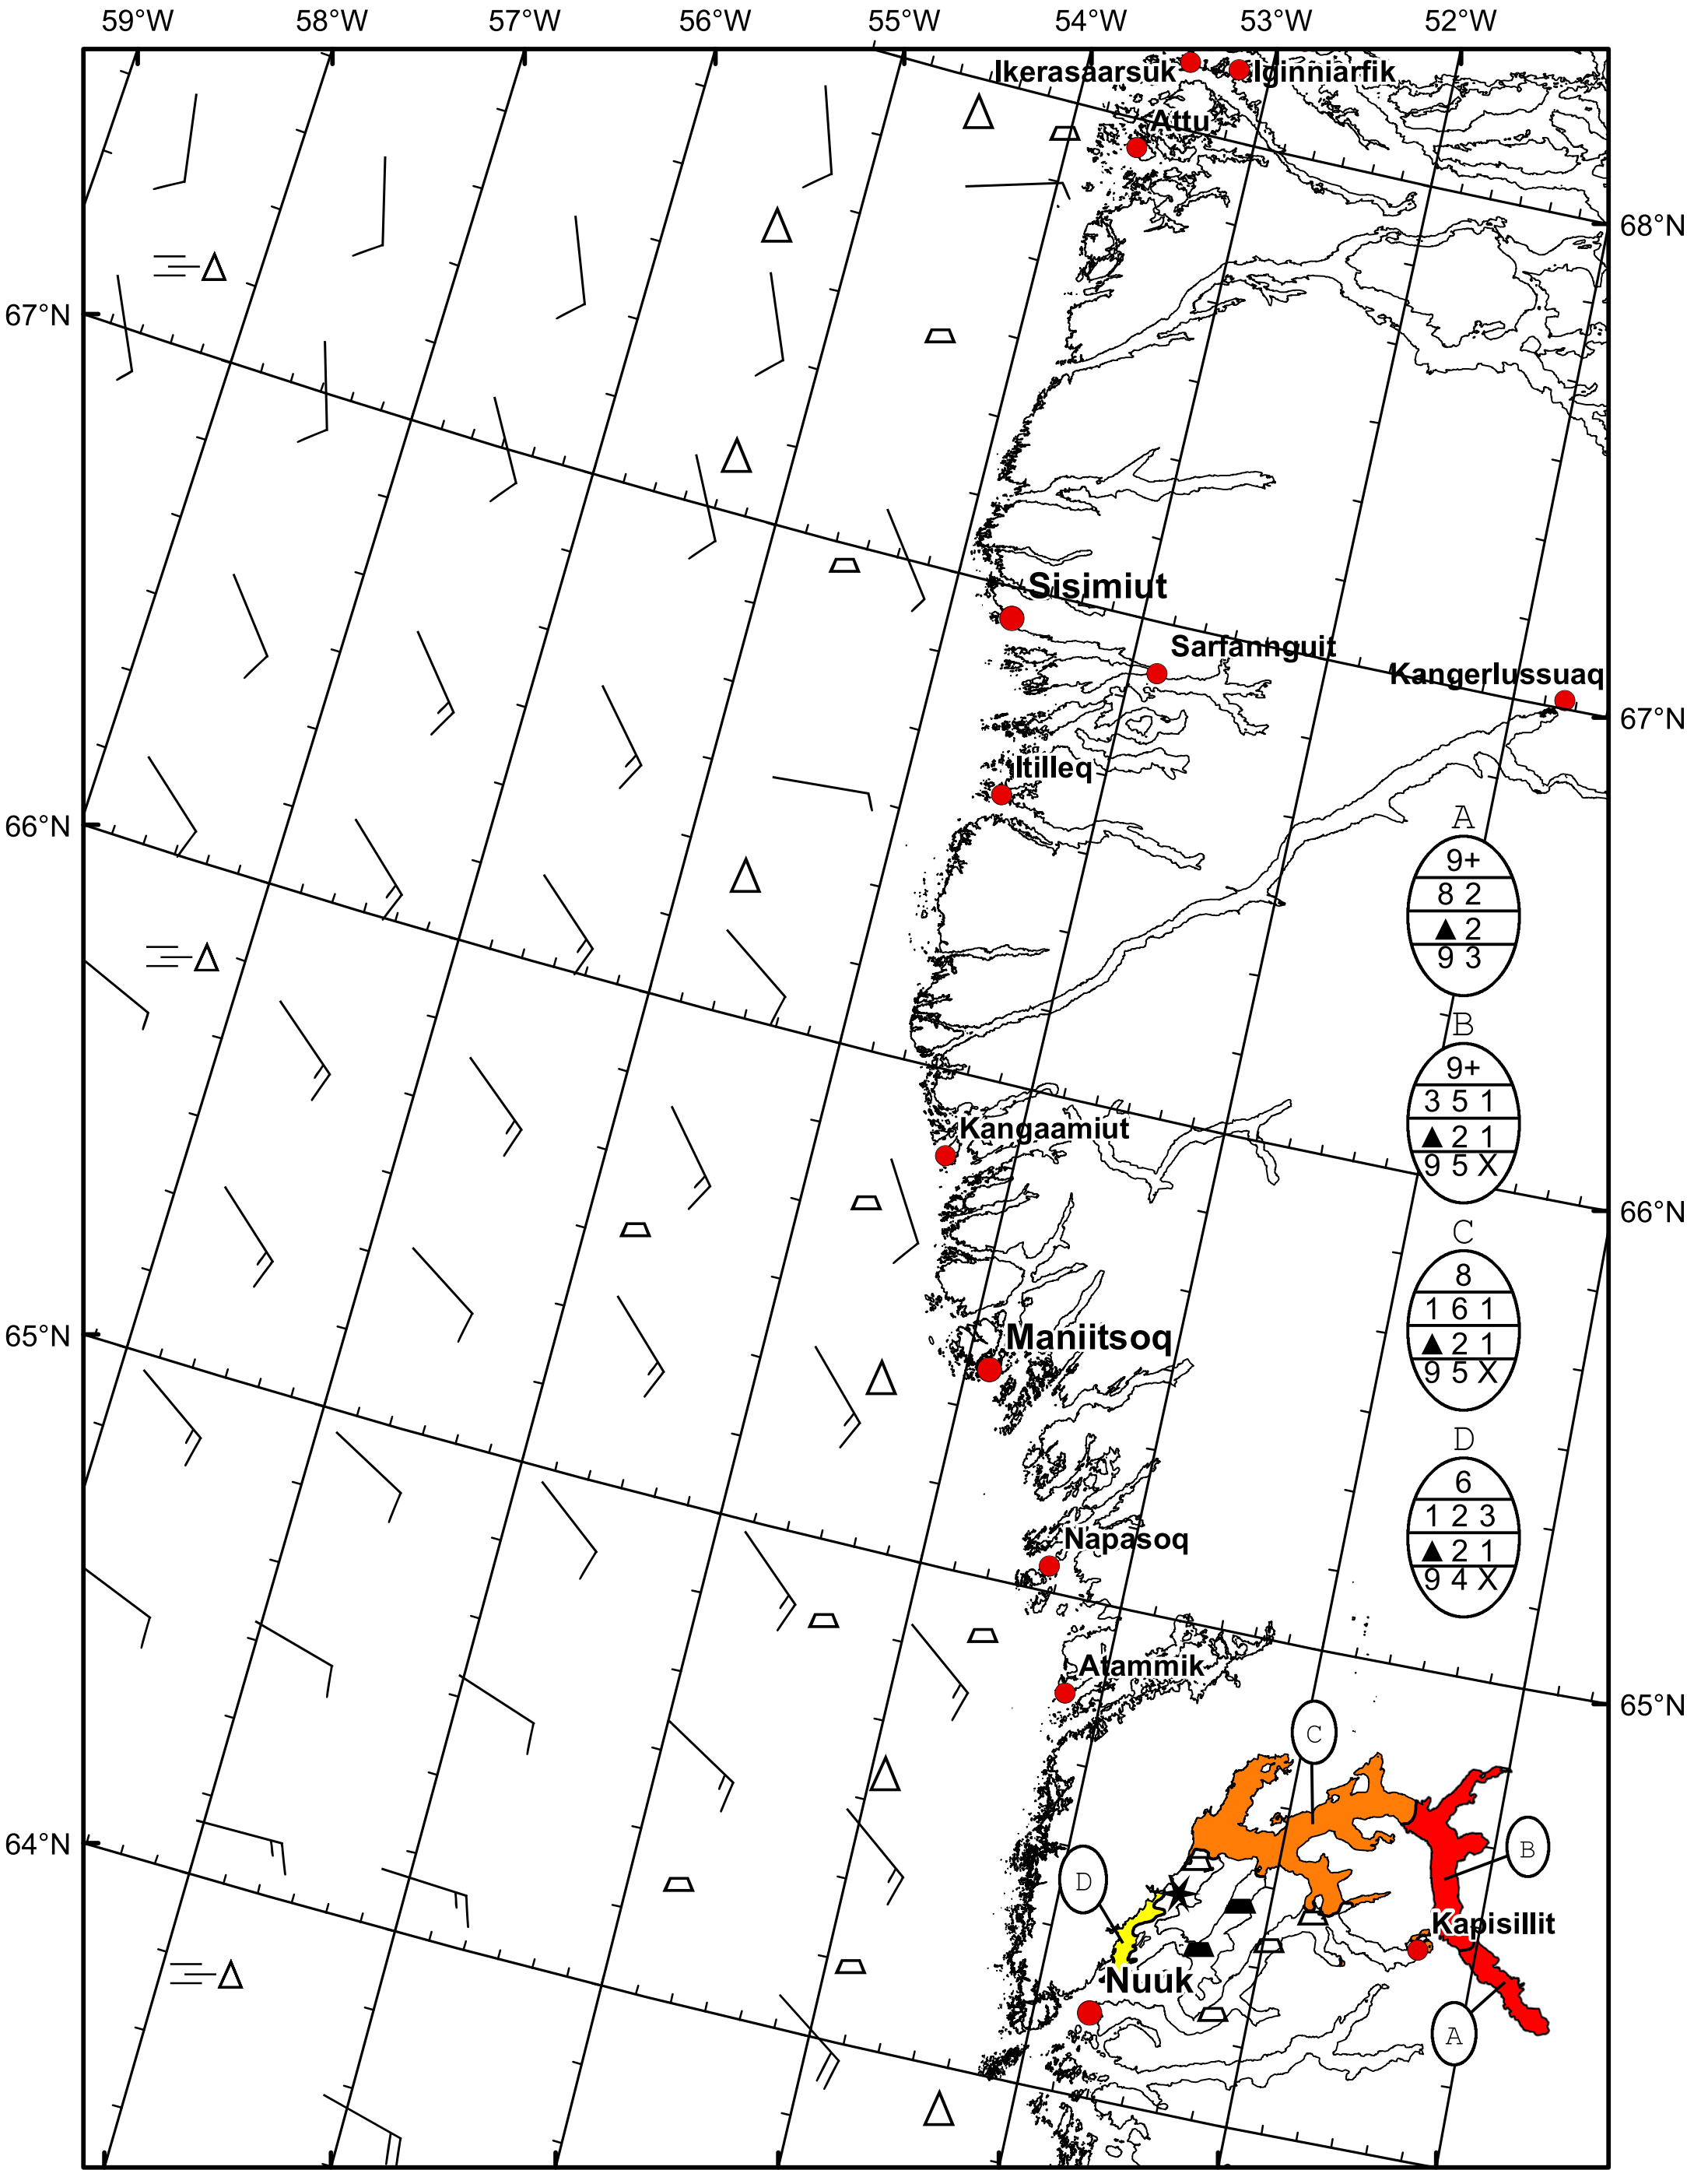 59°W 58°W 57°W 56°W 55°W 54°W 53°W 52°W
Ikerasaarsuk Iginniarfik
Attu
68°N
67°N
Sisimiut
Sarfannguit
Kangerlussuaq
67°N
Itilleq
66°N
A
9+
8 2
▲ 2
9 3
B
9+
3 5 1
▲ 2 1
9 5 X
Kangaamiut
66°N
C
8
1 6 1
▲ 2 1
9 5 X
65°N
Maniitsoq
D
6
1 2 3
▲ 2 1
9 4 X
Napasoq
Atammik
65°N
C
64°N
B
D
Kapisillit
Nuuk
A